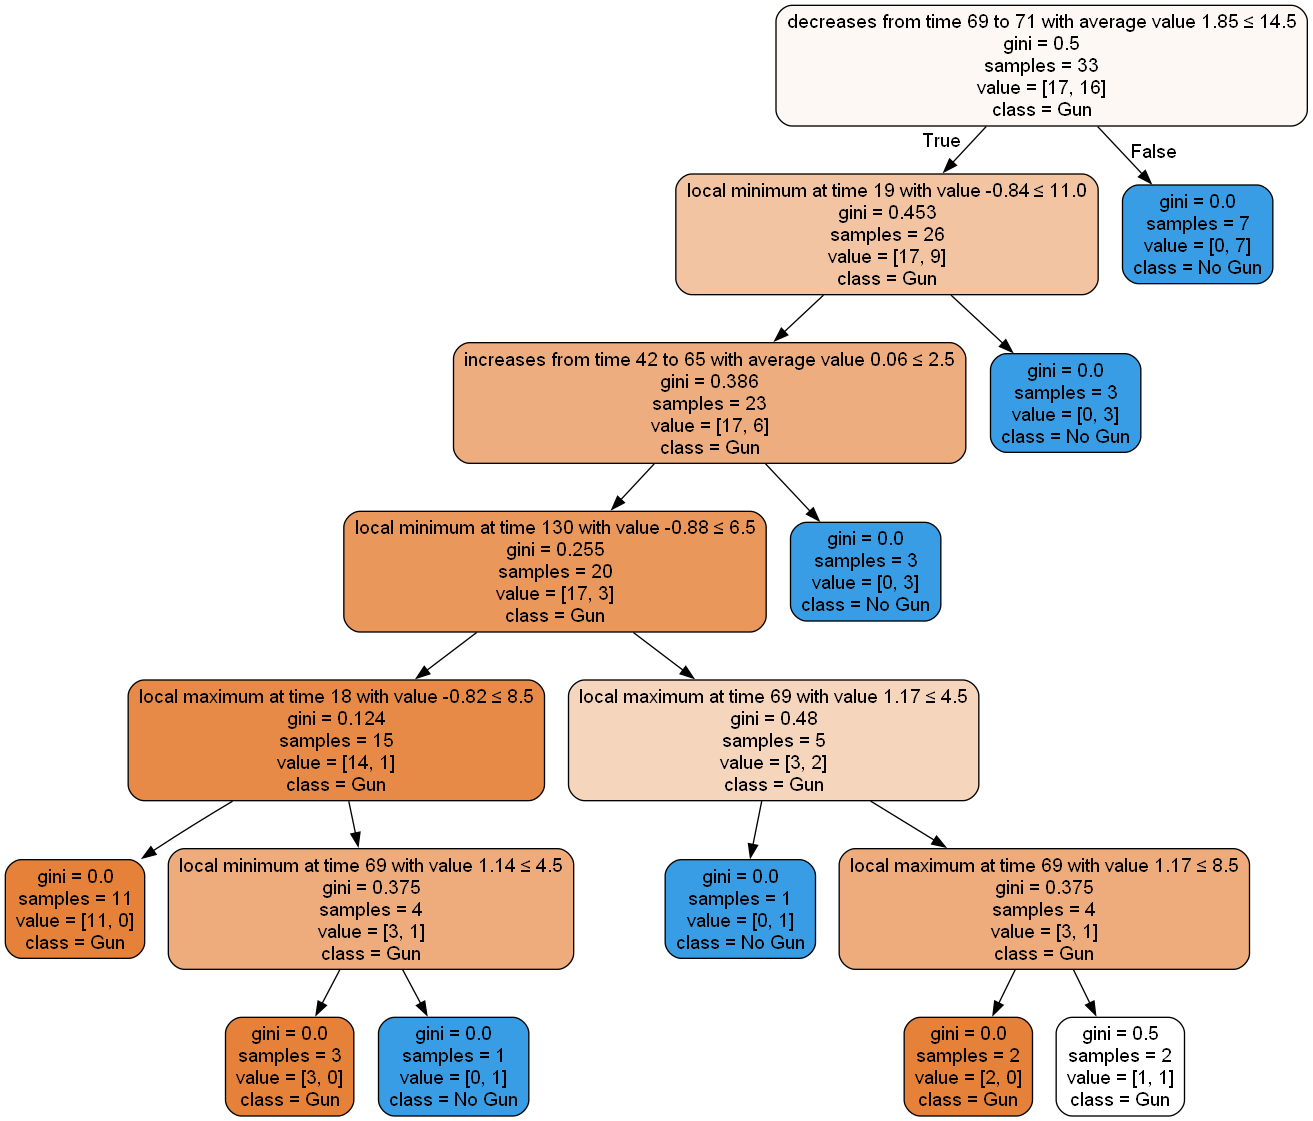 decreases from time 69 to 71 with average value 1.85 ≤ 14.5
gini = 0.5
samples = 33
value = [17, 16]
class = Gun
True
False
local minimum at time 19 with value -0.84 ≤ 11.0
gini = 0.453
samples = 26
value = [17, 9]
class = Gun
gini = 0.0
samples = 7
value = [0, 7]
class = No Gun
increases from time 42 to 65 with average value 0.06 ≤ 2.5
gini = 0.386
samples = 23
value = [17, 6]
class = Gun
gini = 0.0
samples = 3
value = [0, 3]
class = No Gun
local minimum at time 130 with value -0.88 ≤ 6.5
gini = 0.255
samples = 20
value = [17, 3]
class = Gun
gini = 0.0
samples = 3
value = [0, 3]
class = No Gun
local maximum at time 18 with value -0.82 ≤ 8.5
gini = 0.124
samples = 15
value = [14, 1]
class = Gun
local maximum at time 69 with value 1.17 ≤ 4.5
gini = 0.48
samples = 5
value = [3, 2]
class = Gun
gini = 0.0
samples = 11
value = [11, 0]
class = Gun
local minimum at time 69 with value 1.14 ≤ 4.5
gini = 0.375
samples = 4
value = [3, 1]
class = Gun
gini = 0.0
samples = 1
value = [0, 1]
class = No Gun
local maximum at time 69 with value 1.17 ≤ 8.5
gini = 0.375
samples = 4
value = [3, 1]
class = Gun
gini = 0.0
samples = 3
value = [3, 0]
class = Gun
gini = 0.0
samples = 1
value = [0, 1]
class = No Gun
gini = 0.0
samples = 2
value = [2, 0]
class = Gun
gini = 0.5
samples = 2
value = [1, 1]
class = Gun